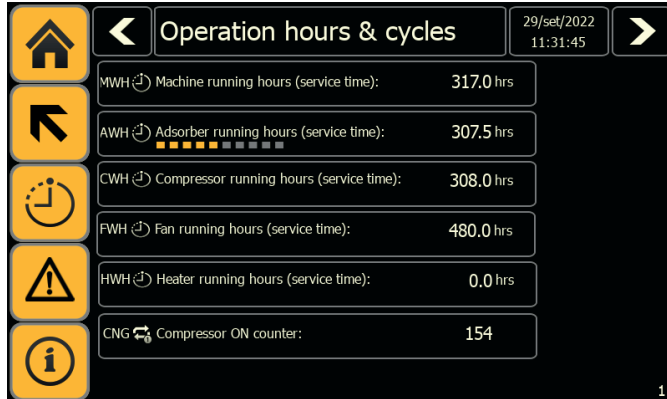 Operation hours & cycles
29/set/2022
11:31:45
MWH Machine running hours (service time): 317.0 hrs
AWH Adsorber running hours (service time): 307.5 hrs
CWH Compressor running hours (service time): 308.0 hrs
FWH Fan running hours (service time): 480.0 hrs
HWH Heater running hours (service time): 0.0 hrs
CNG Compressor ON counter: 154
i
1